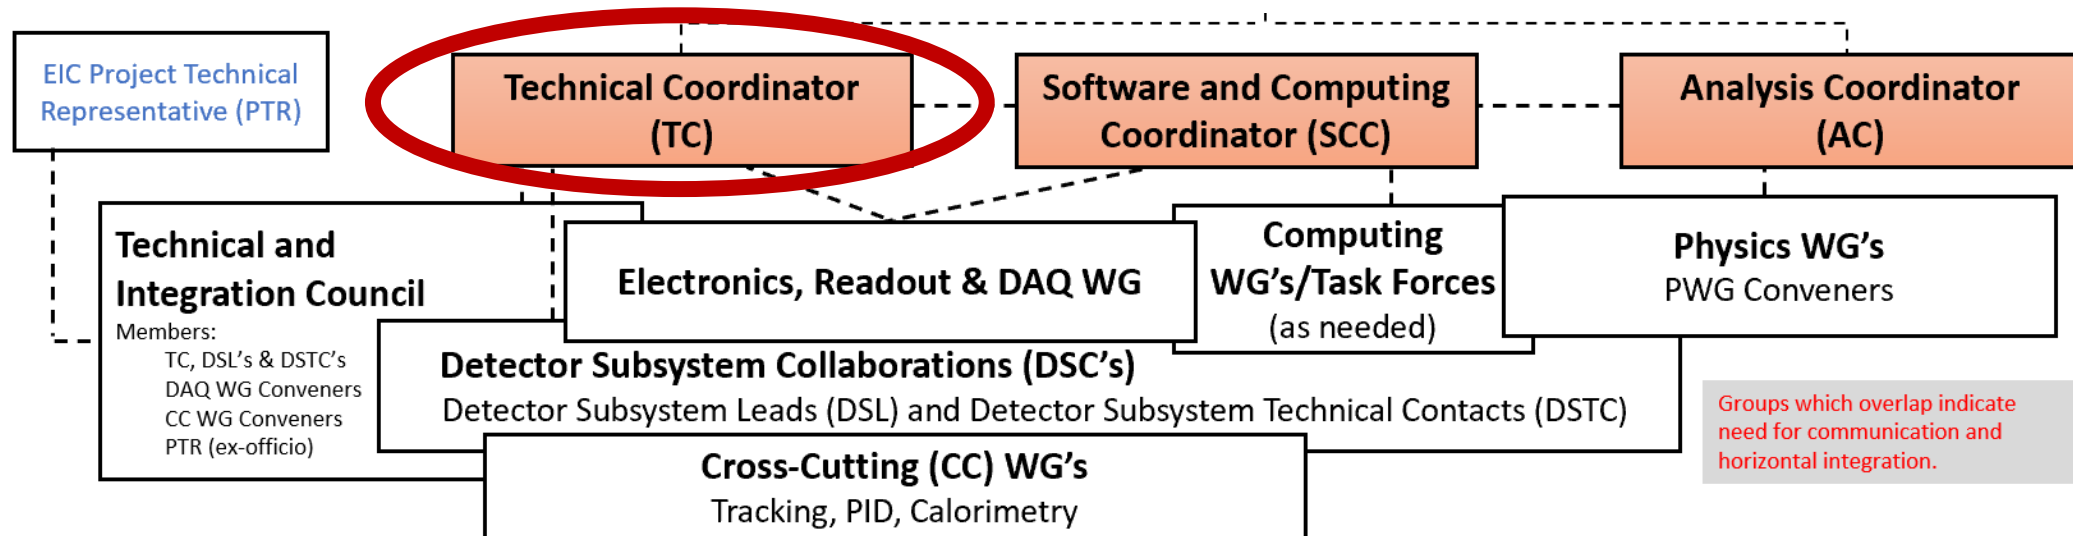 EIC Project Technical
Representative (PTR)
Technical Coordinator
(TC)
Software and Computing
Coordinator (SCC)
Analysis Coordinator
(AC)
Technical and
Integration Council
Members:
TC, DSL's & DSTC's
DAQ WG Conveners
CC WG Conveners
PTR (ex-officio)
Electronics, Readout & DAQ WG
Computing
WG's/Task Forces
(as needed)
Physics WG's
PWG Conveners
Detector Subsystem Collaborations (DSC's)
Detector Subsystem Leads (DSL) and Detector Subsystem Technical Contacts (DSTC)
Cross-Cutting (CC) WG's
Tracking, PID, Calorimetry
Groups which overlap indicate
need for communication and
horizontal integration.